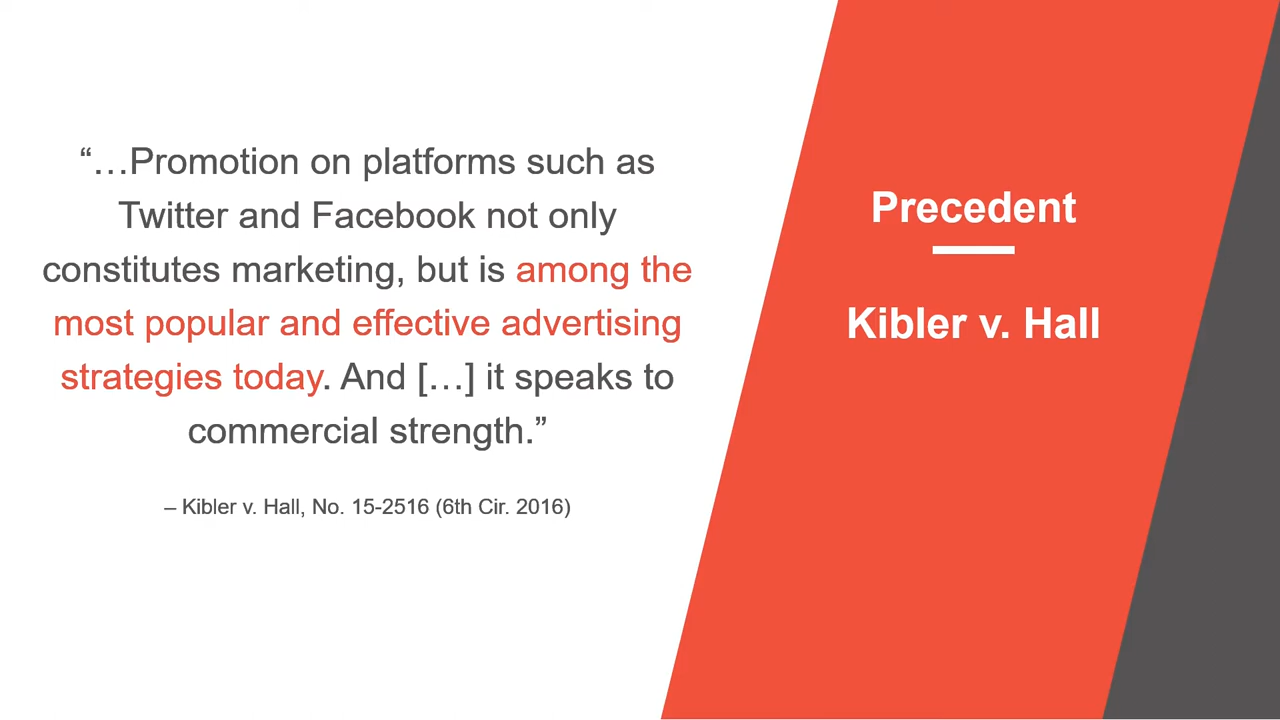 “…Promotion on platforms such as
Twitter and Facebook not only
constitutes marketing, but is among the
most popular and effective advertising
strategies today. And […] it speaks to
commercial strength.”
– Kibler v. Hall, No. 15-2516 (6th Cir. 2016)
Precedent
Kibler v. Hall